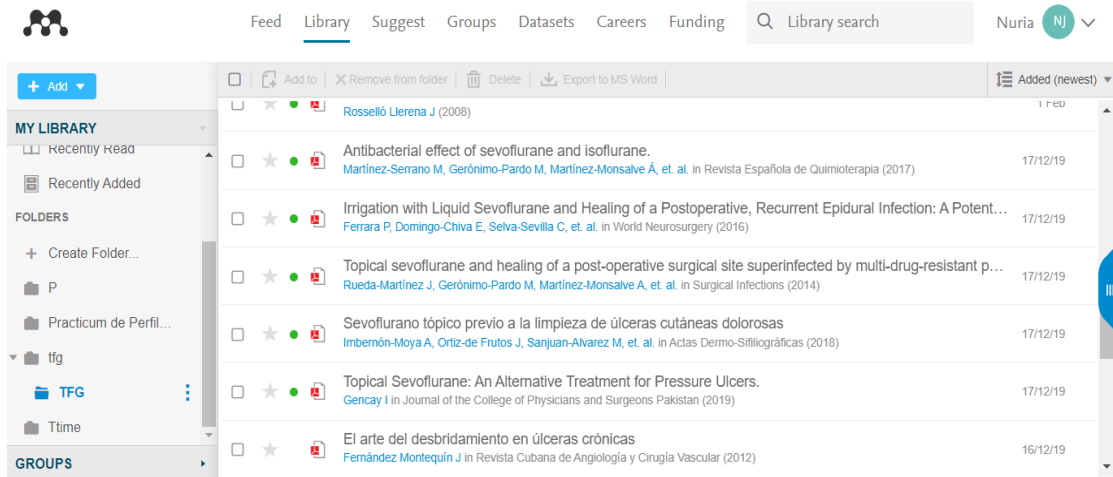 Feed Library Suggest Groups Datasets Careers Funding Library search Nuria NJ
+ Add
Add to Remove from folder Delete Export to MS Word Added (newest)
MY LIBRARY
Recently Read
Recently Added
FOLDERS
+ Create Folder...
P
Practicum de Perfil...
tfg
TFG
Ttime
GROUPS
Rosselló Llerena J (2008) 1 Feb
Antibacterial effect of sevoflurane and isoflurane.
Martínez-Serrano M, Gerónimo-Pardo M, Martínez-Monsalve Á, et. al. in Revista Española de Quimioterapia (2017) 17/12/19
Irrigation with Liquid Sevoflurane and Healing of a Postoperative, Recurrent Epidural Infection: A Potent...
Ferrara P, Domingo-Chiva E, Selva-Sevilla C, et. al. in World Neurosurgery (2016) 17/12/19
Topical sevoflurane and healing of a post-operative surgical site superinfected by multi-drug-resistant p...
Rueda-Martínez J, Gerónimo-Pardo M, Martínez-Monsalve A, et. al. in Surgical Infections (2014) 17/12/19
Sevoflurano tópico previo a la limpieza de úlceras cutáneas dolorosas
Imbernón-Moya A, Ortiz-de Frutos J, Sanjuan-Alvarez M, et. al. in Actas Dermo-Sifiliográficas (2018) 17/12/19
Topical Sevoflurane: An Alternative Treatment for Pressure Ulcers.
Gencay I in Journal of the College of Physicians and Surgeons Pakistan (2019) 17/12/19
El arte del desbridamiento en úlceras crónicas
Fernández Montequín J in Revista Cubana de Angiología y Cirugía Vascular (2012) 16/12/19